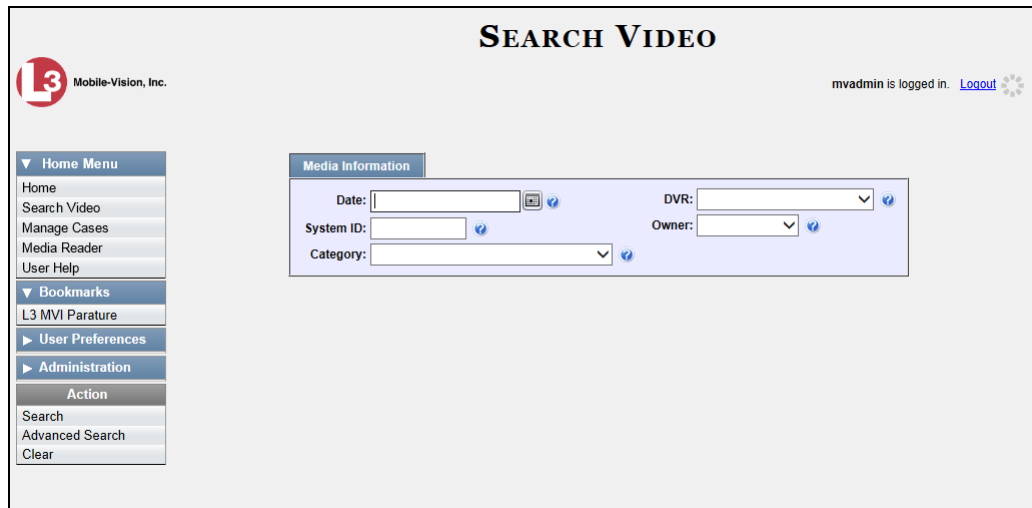 SEARCH VIDEO
L3 Mobile-Vision, Inc.
mvadmin is logged in. Logout
Home Menu
Home
Search Video
Manage Cases
Media Reader
User Help
Bookmarks
L3 MVI Parature
User Preferences
Administration
Action
Search
Advanced Search
Clear
Media Information
Date: DVR:
System ID: Owner:
Category: